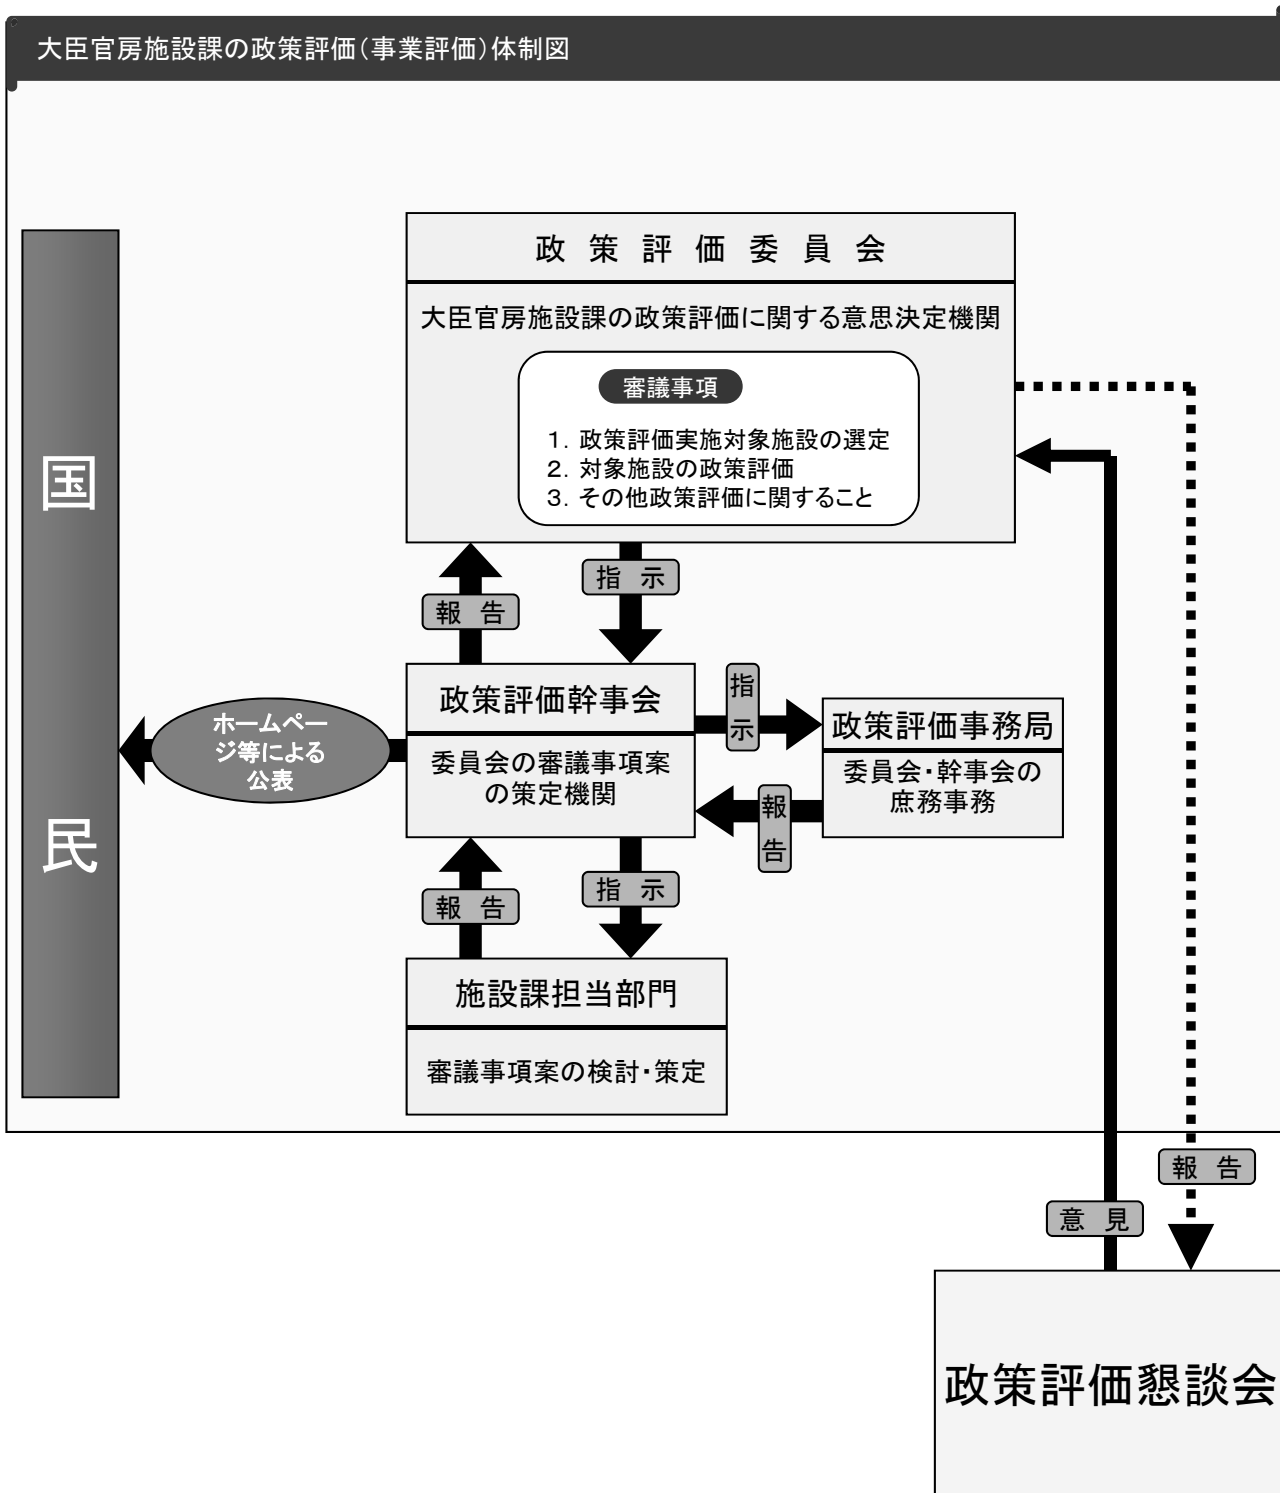 大臣官房施設課の政策評価（事業評価）体制図
政策評価委員会
大臣官房施設課の政策評価に関する意思決定機関
審議事項
１．政策評価実施対象施設の選定
２．対象施設の政策評価
３．その他政策評価に関すること
国民
指示
報告
政策評価幹事会
委員会の審議事項案
の策定機関
指示
報告
政策評価事務局
委員会・幹事会の
庶務事務
ホームペー
ジ等による
公表
指示
報告
施設課担当部門
審議事項案の検討・策定
報告
意見
政策評価懇談会